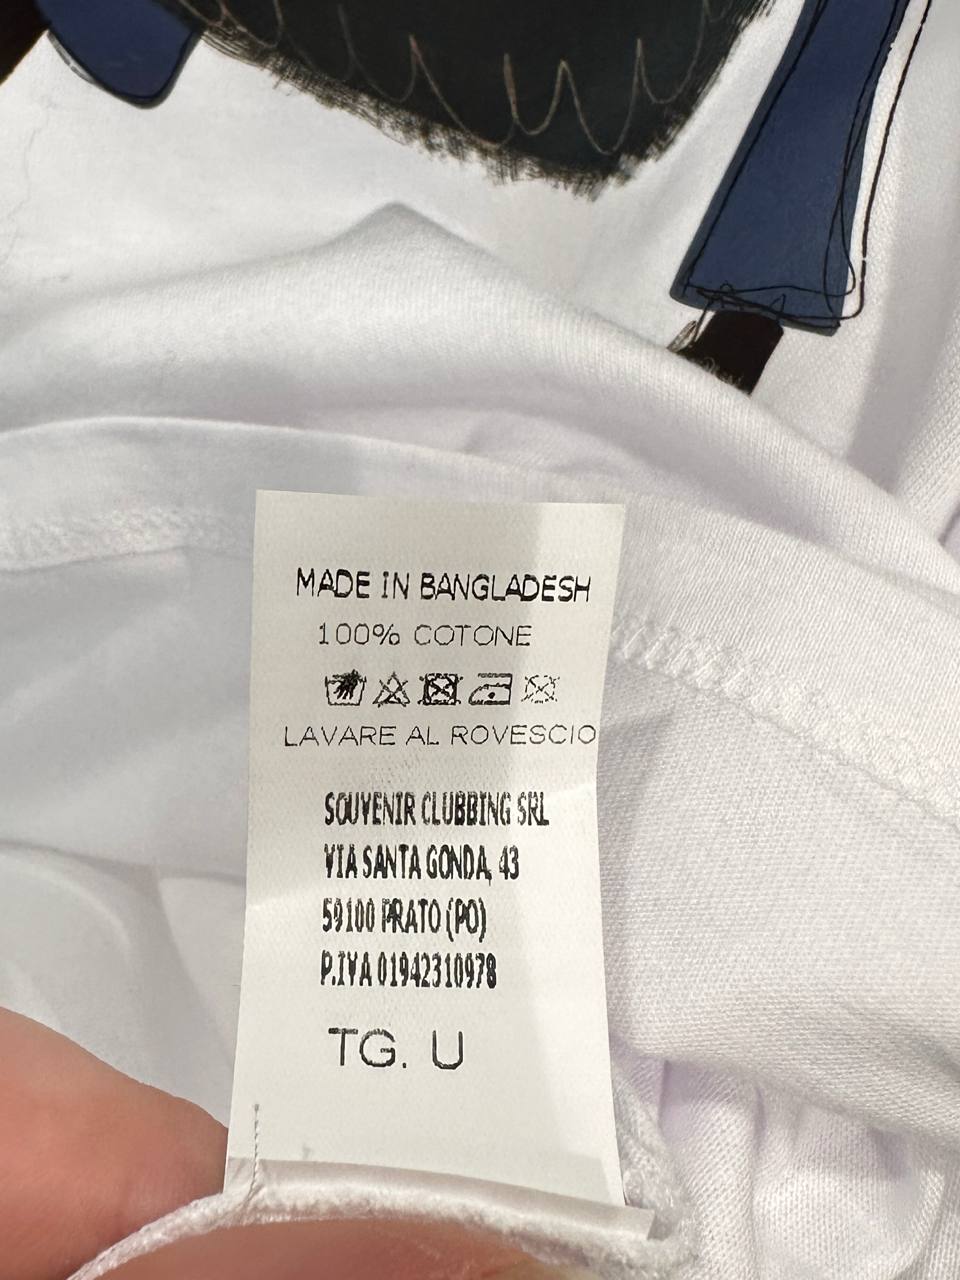 MADE IN BANGLADESH
100% COTONE
LAVARE AL ROVESCIO
SOUVENIR CLUBBING SRL
VIA SANTA GONDA, 43
59100 PRATO (PO)
P.IVA 01942310978
TG. U